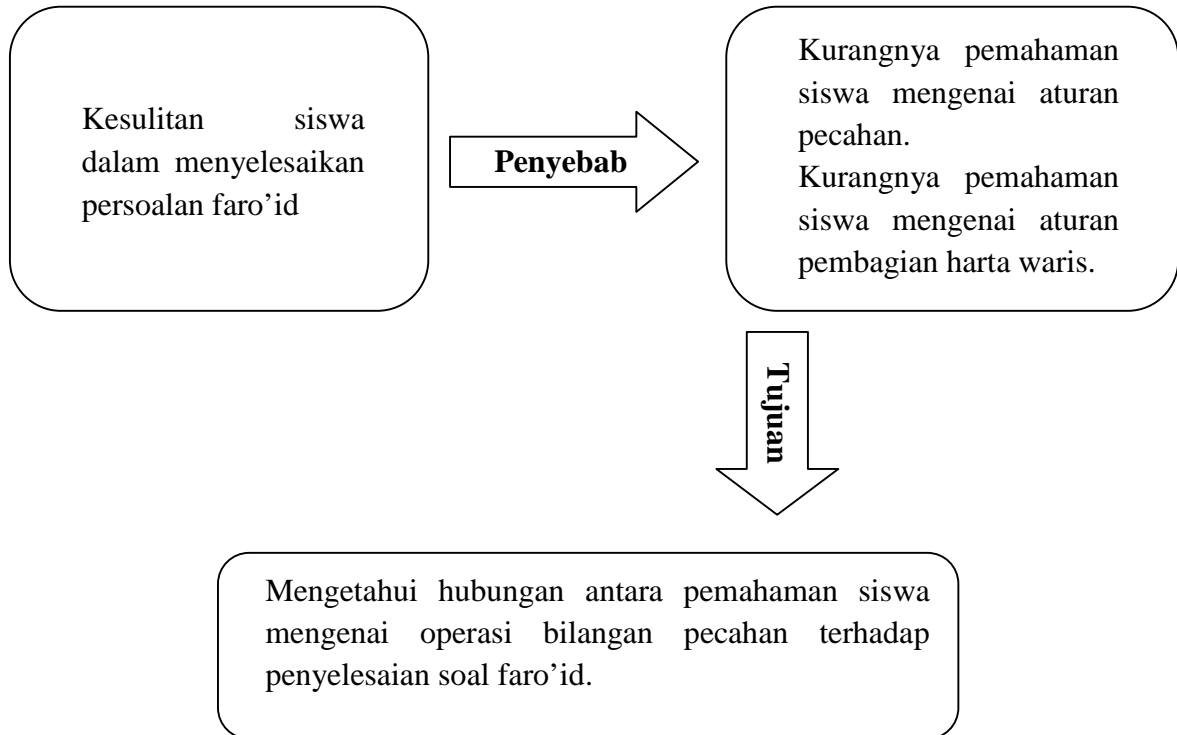 Kesulitan siswa
dalam menyelesaikan
persoalan faro’id
Penyebab
Kurangnya pemahaman
siswa mengenai aturan
pecahan.
Kurangnya pemahaman
siswa mengenai aturan
pembagian harta waris.
Tujuan
Mengetahui hubungan antara pemahaman siswa
mengenai operasi bilangan pecahan terhadap
penyelesaian soal faro’id.